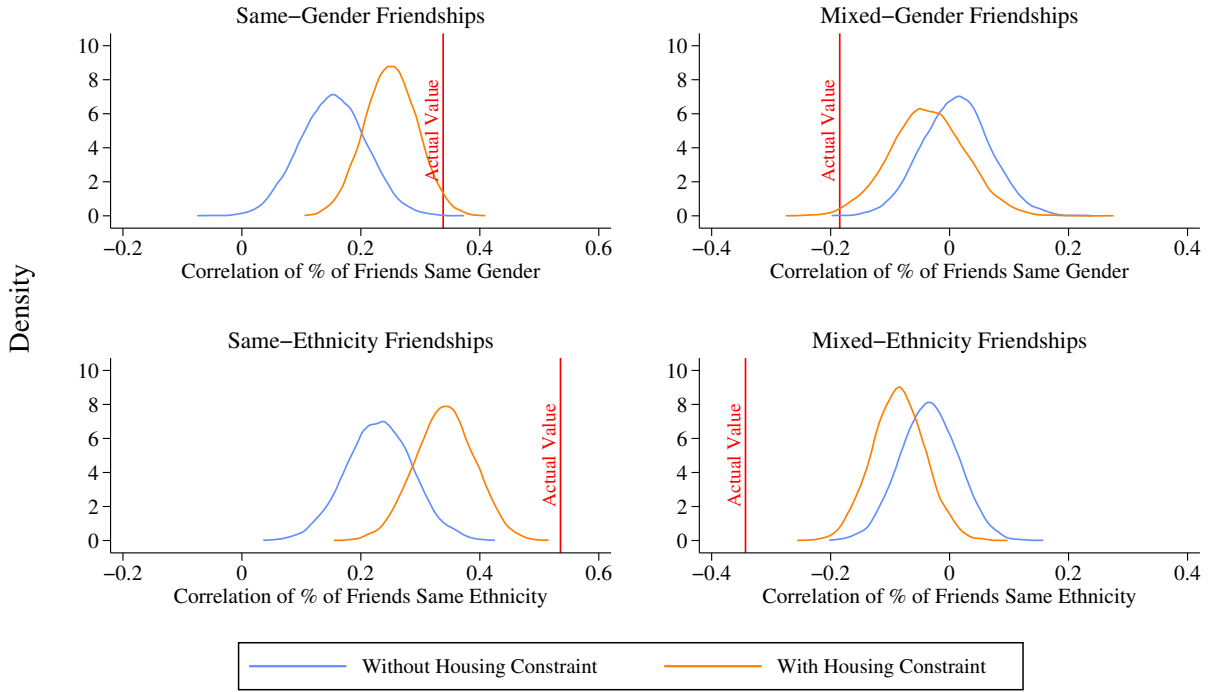 Same−Gender Friendships
10
8
6
4
2
0
Actual Value
−0.2 0 0.2 0.4 0.6
Correlation of % of Friends Same Gender
Mixed−Gender Friendships
10
8
6
4
2
0
Actual Value
−0.4 −0.2 0 0.2 0.4
Correlation of % of Friends Same Gender
Density
Same−Ethnicity Friendships
10
8
6
4
2
0
Actual Value
−0.2 0 0.2 0.4 0.6
Correlation of % of Friends Same Ethnicity
Mixed−Ethnicity Friendships
10
8
6
4
2
0
Actual Value
−0.4 −0.2 0 0.2 0.4
Correlation of % of Friends Same Ethnicity
Without Housing Constraint With Housing Constraint